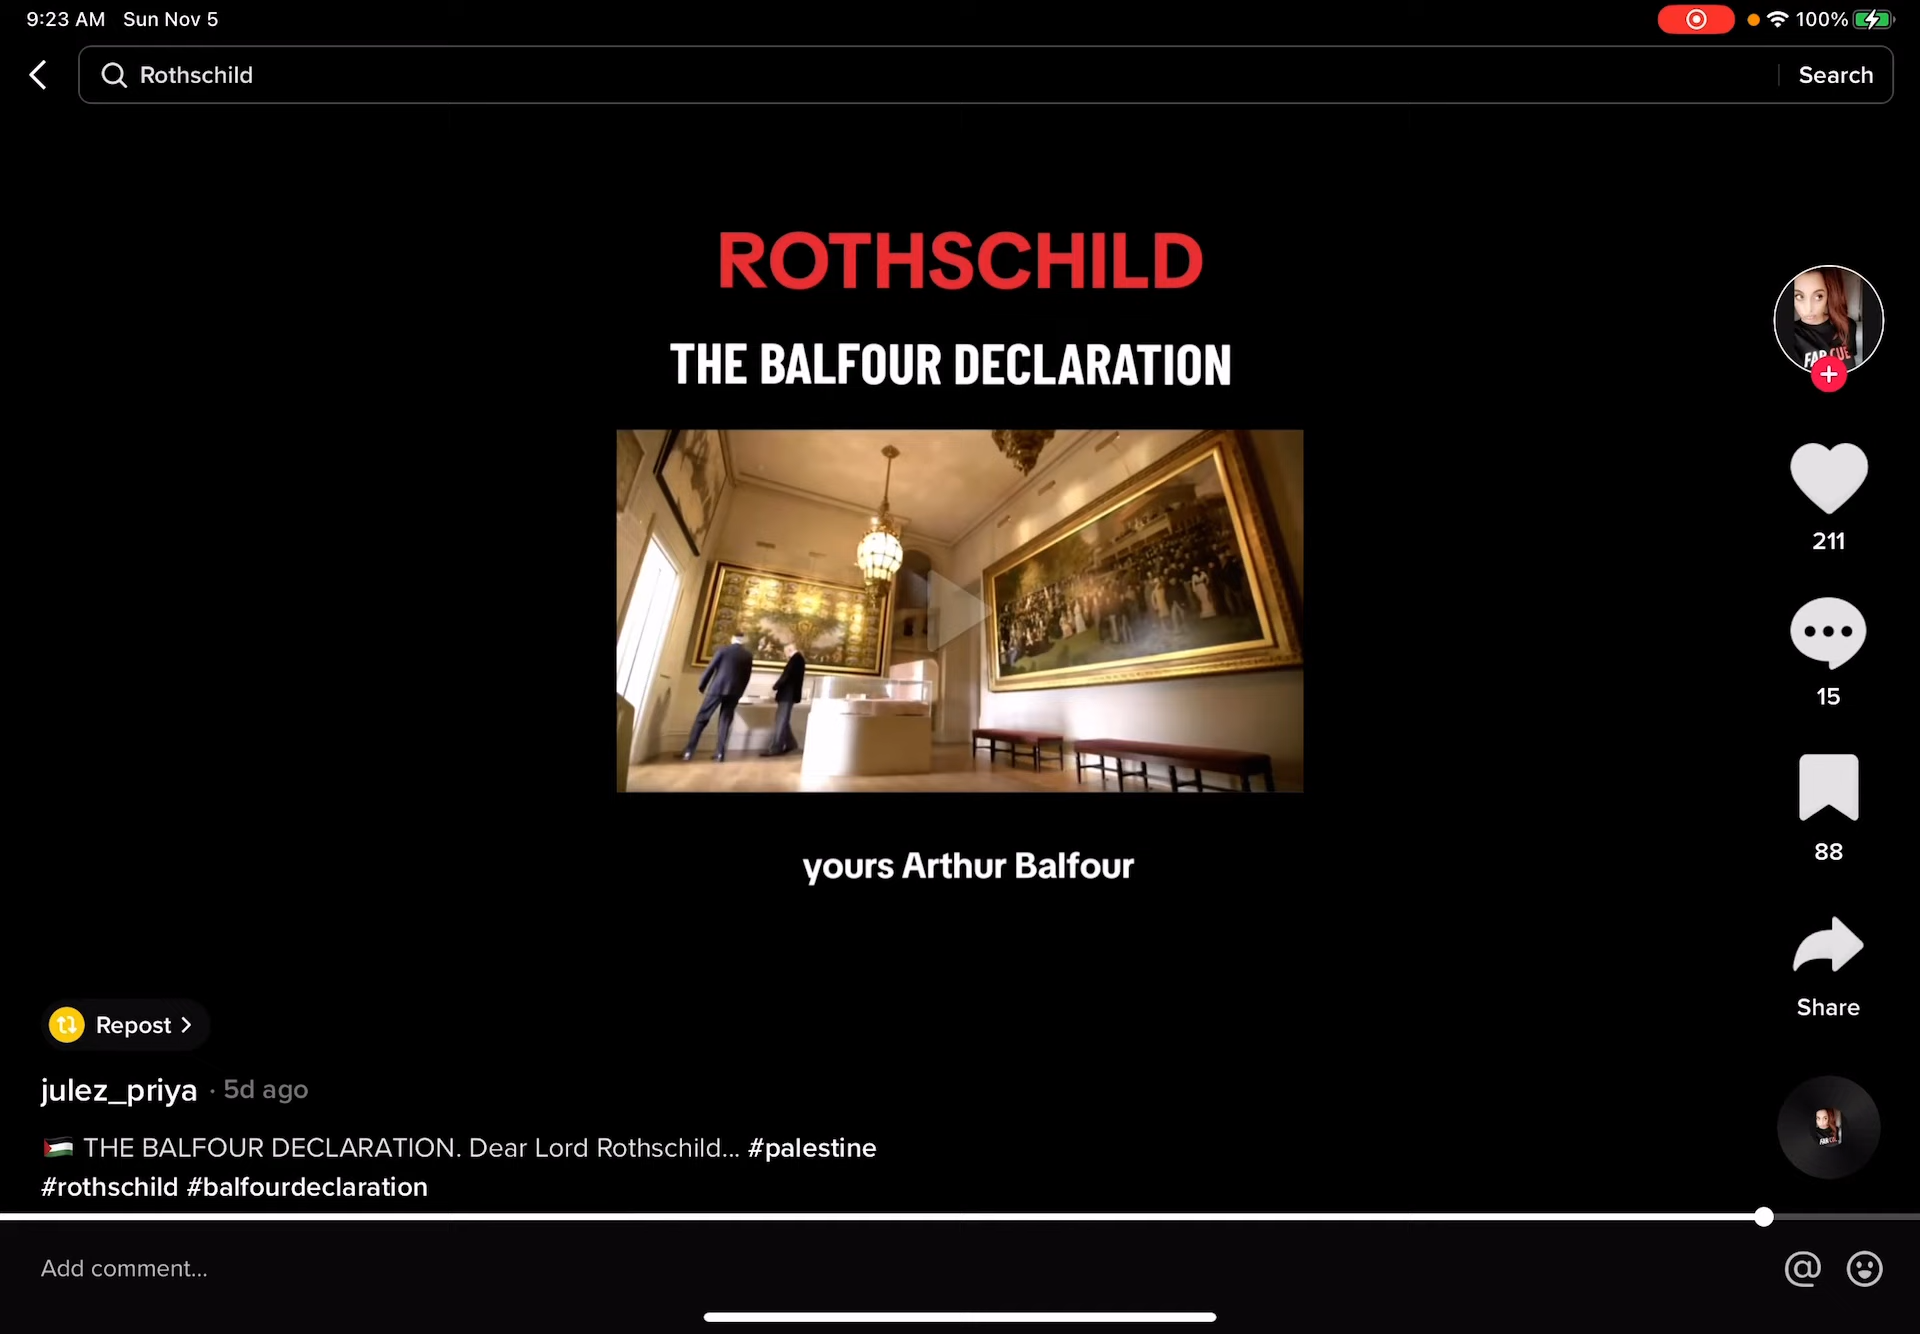 9:23 AM Sun Nov 5
100%
Rothschild
Search
ROTHSCHILD
THE BALFOUR DECLARATION
211
15
88
yours Arthur Balfour
Share
Repost >
julez_priya · 5d ago
🇵🇸 THE BALFOUR DECLARATION. Dear Lord Rothschild... #palestine
#rothschild #balfourdeclaration
Add comment...